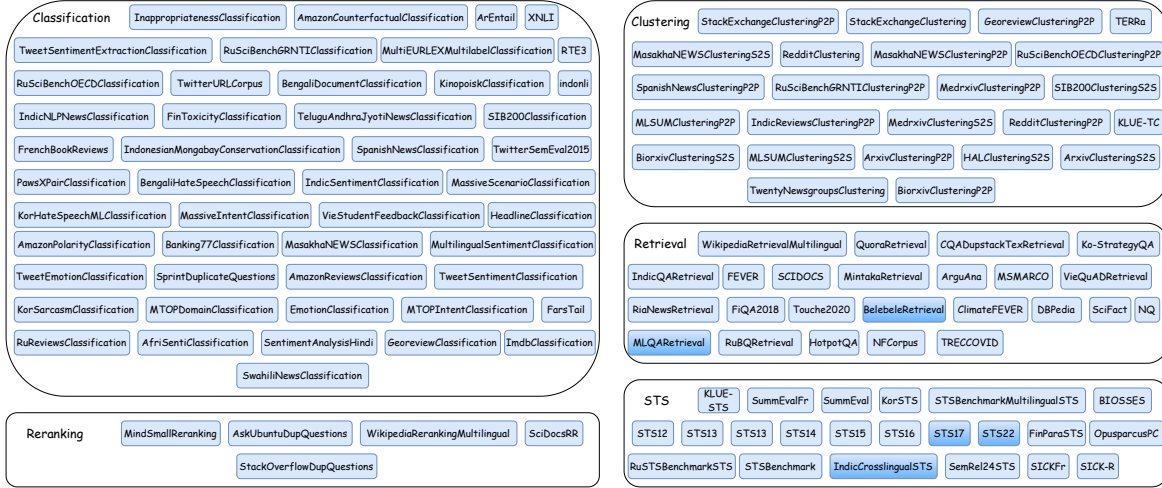 Classification InappropriatenessClassification AmazonCounterfactualClassification ArEntail XNLI
TweetSentimentExtractionClassification RuSciBenchGRNTIClassification MultiEURLEXMultilabelClassification RTE3
RuSciBenchOECDClassification TwitterURLCorpus BengaliDocumentClassification KinopoiskClassification indonli
IndicNLPNewsClassification FinToxicityClassification TeluguAndhraJyotiNewsClassification SIB200Classification
FrenchBookReviews IndonesianMongabayConservationClassification SpanishNewsClassification TwitterSemEval2015
PawsXPairClassification BengaliHateSpeechClassification IndicSentimentClassification MassiveScenarioClassification
KorHateSpeechMLClassification MassiveIntentClassification VieStudentFeedbackClassification HeadlineClassification
AmazonPolarityClassification Banking77Classification MasakhaNEWSClassification MultilingualSentimentClassification
TweetEmotionClassification SprintDuplicateQuestions AmazonReviewsClassification TweetSentimentClassification
KorSarcasmClassification MTOPDomainClassification EmotionClassification MTOPIntentClassification FarsTail
RuReviewsClassification AfriSentiClassification SentimentAnalysisHindi GeoreviewClassification ImdbClassification
SwahiliNewsClassification
Reranking MindSmallReranking AskUbuntuDupQuestions WikipediaRerankingMultilingual SciDocsRR
StackOverflowDupQuestions
Clustering StackExchangeClusteringP2P StackExchangeClustering GeoreviewClusteringP2P TERRa
MasakhaNEWSClusteringS2S RedditClustering MasakhaNEWSClusteringP2P RuSciBenchOECDClusteringP2P
SpanishNewsClusteringP2P RuSciBenchGRNTIClusteringP2P MedrxivClusteringP2P SIB200ClusteringS2S
MLSUMClusteringP2P IndicReviewsClusteringP2P MedrxivClusteringS2S RedditClusteringP2P KLUE-TC
BiorxivClusteringS2S MLSUMClusteringS2S ArxivClusteringP2P HALClusteringS2S ArxivClusteringS2S
TwentyNewsgroupsClustering BiorxivClusteringP2P
Retrieval WikipediaRetrievalMultilingual QuoraRetrieval CQADupstackTexRetrieval Ko-StrategyQA
IndicQARetrieval FEVER SCIDOCS MintakaRetrieval ArguAna MSMARCO VieQuADRetrieval
RiaNewsRetrieval FiQA2018 Touche2020 BelebeleRetrieval ClimateFEVER DBPedia SciFact NQ
MLQARetrieval RuBQRetrieval HotpotQA NFCorpus TRECCOVID
STS KLUE-STS SummEvalFr SummEval KorSTS STSBenchmarkMultilingualSTS BIOSSES
STS12 STS13 STS13 STS14 STS15 STS16 STS17 STS22 FinParaSTS OpusparcusPC
RuSTSBenchmarkSTS STSBenchmark IndicCrosslingualSTS SemRel24STS SICKFr SICK-R